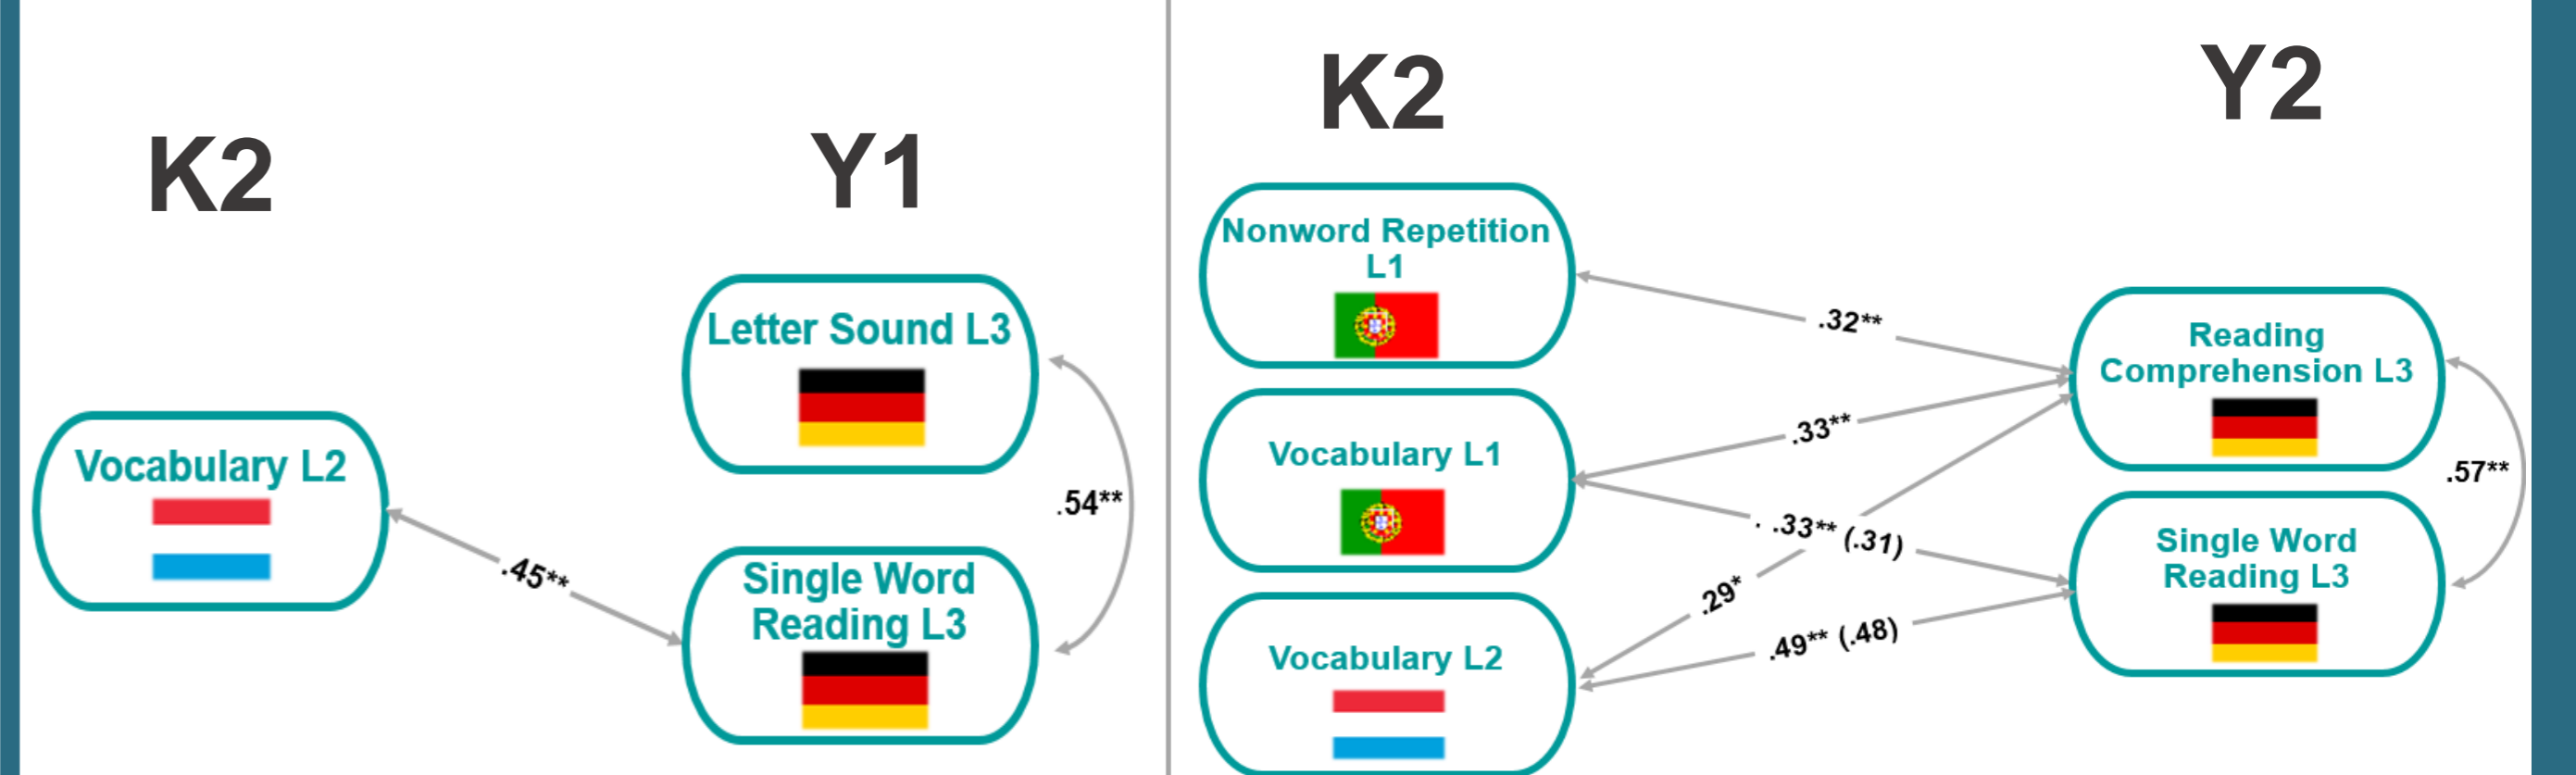 K2
Y1
Vocabulary L2
Letter Sound L3
Single Word
Reading L3
.45**
.54**
K2
Y2
Nonword Repetition
L1
Vocabulary L1
Vocabulary L2
Reading
Comprehension L3
Single Word
Reading L3
.32**
.33**
. .33** (.31)
.29*
.49** (.48)
.57**